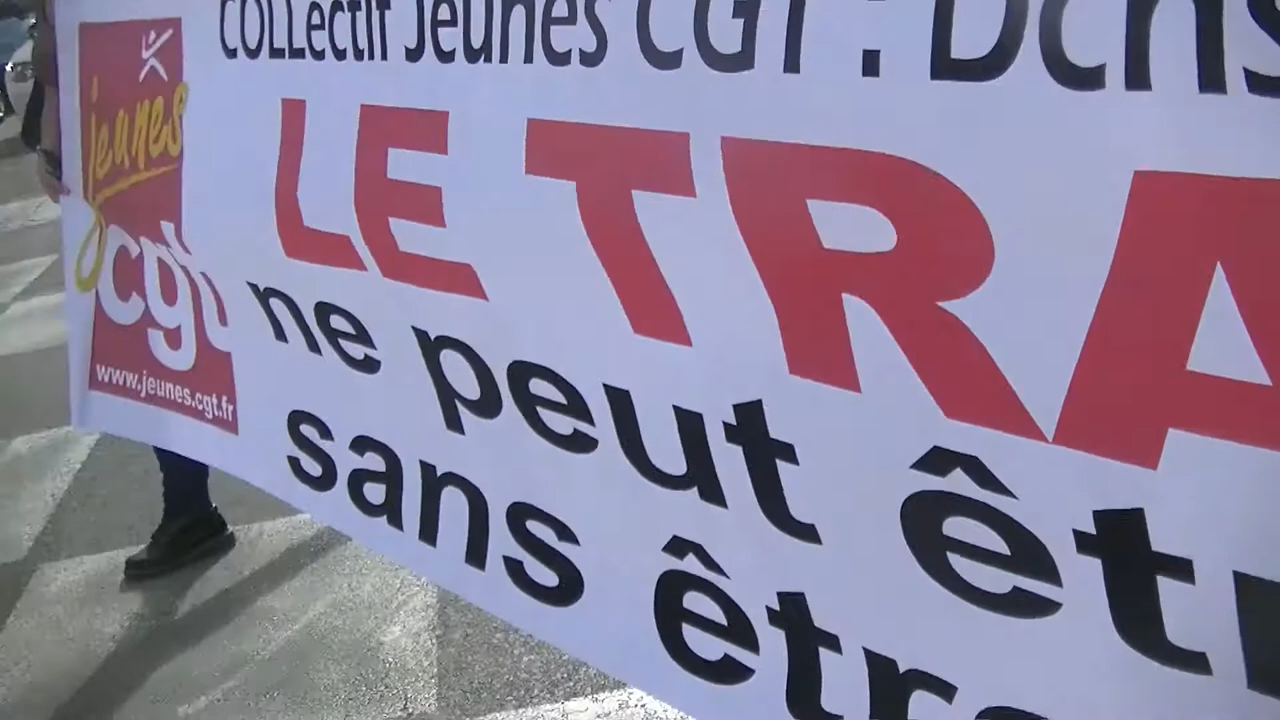 COLLectif Jeunes CGT : Dcns
jeunes
cgt
www.jeunes.cgt.fr
LE TRA
ne peut êt
sans êtr